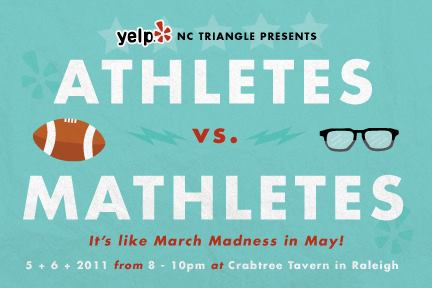 yelp NC TRIANGLE PRESENTS
ATHLETES
vs.
MATHLETES
It's like March Madness in May!
5 + 6 + 2011 from 8 - 10pm at Crabtree Tavern in Raleigh